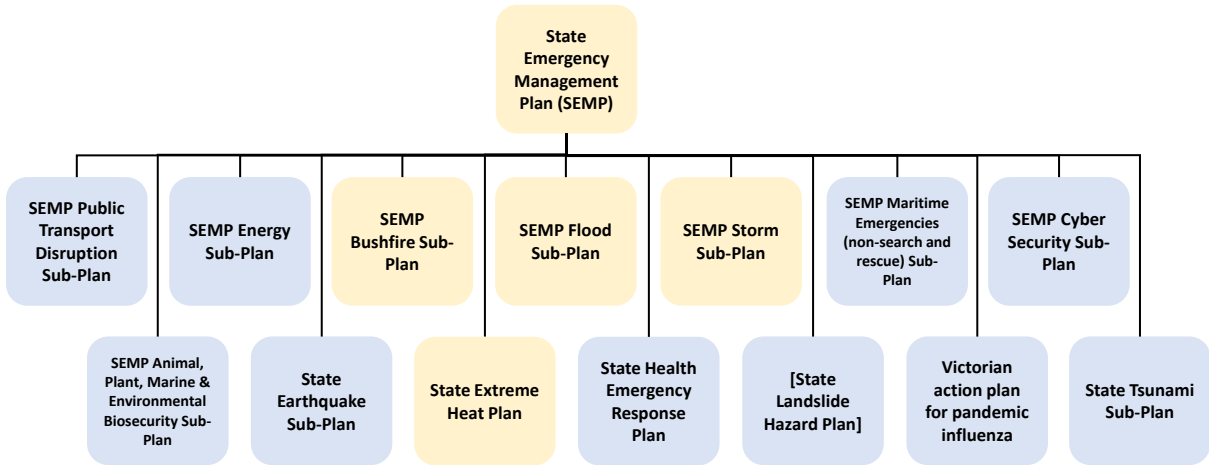 State
Emergency
Management
Plan (SEMP)
SEMP Public
Transport
Disruption
Sub-Plan
SEMP Energy
Sub-Plan
SEMP
Bushfire Sub-
Plan
SEMP Flood
Sub-Plan
SEMP Storm
Sub-Plan
SEMP Maritime
Emergencies
(non-search and
rescue) Sub-
Plan
SEMP Cyber
Security Sub-
Plan
SEMP Animal,
Plant, Marine &
Environmental
Biosecurity Sub-
Plan
State
Earthquake
Sub-Plan
State Extreme
Heat Plan
State Health
Emergency
Response
Plan
[State
Landslide
Hazard Plan]
Victorian
action plan
for pandemic
influenza
State Tsunami
Sub-Plan